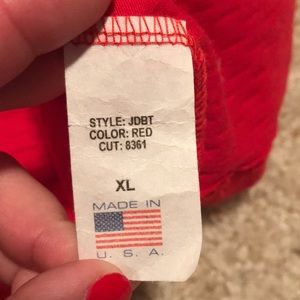 STYLE: JDBT
COLOR: RED
CUT: 8361
XL
MADE IN
U. S. A.